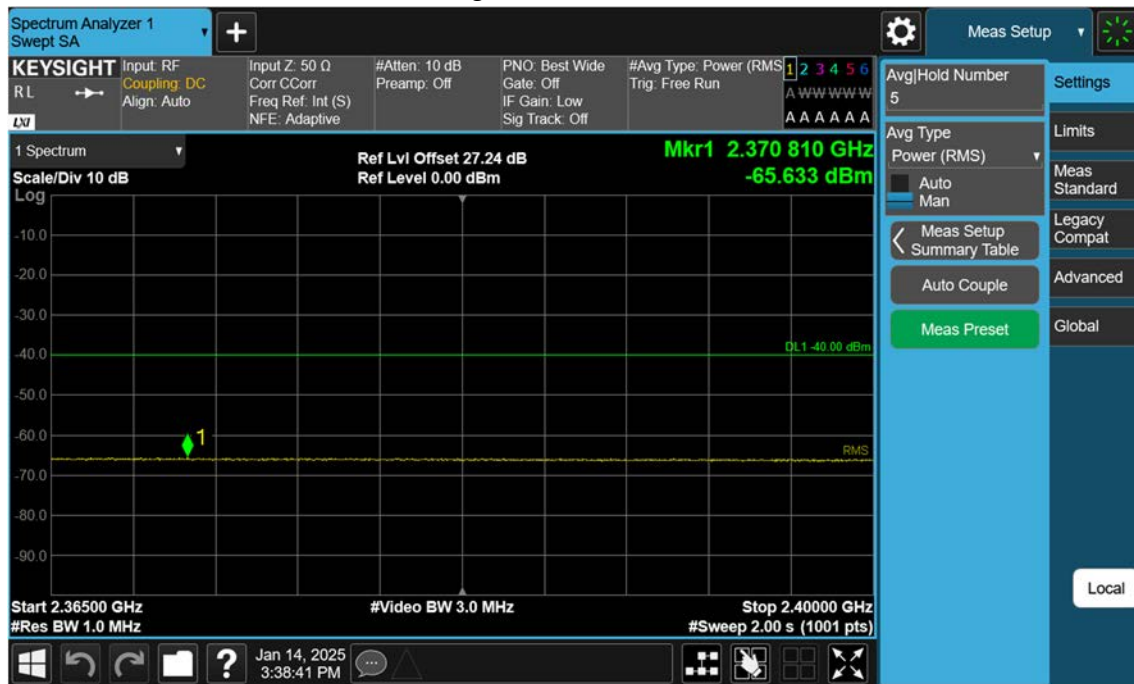 Spectrum Analyzer 1
Swept SA
+
Meas Setup
KEYSIGHT
RL
LXI
Input: RF
Coupling: DC
Align: Auto
Input Z: 50 Ω
Corr CCorr
Freq Ref: Int (S)
NFE: Adaptive
#Atten: 10 dB
Preamp: Off
PNO: Best Wide
Gate: Off
IF Gain: Low
Sig Track: Off
#Avg Type: Power (RMS
Trig: Free Run
1 2 3 4 5 6
A W W W W W
A A A A A A
1 Spectrum
Scale/Div 10 dB
Log
Ref Lvl Offset 27.24 dB
Ref Level 0.00 dBm
Mkr1 2.370 810 GHz
-65.633 dBm
-10.0
-20.0
-30.0
-40.0
DL1 -40.00 dBm
-50.0
-60.0
1
RMS
-70.0
-80.0
-90.0
Start 2.36500 GHz
#Res BW 1.0 MHz
#Video BW 3.0 MHz
Stop 2.40000 GHz
#Sweep 2.00 s (1001 pts)
Avg|Hold Number
5
Avg Type
Power (RMS)
Auto
Man
Meas Setup
Summary Table
Auto Couple
Meas Preset
Settings
Limits
Meas
Standard
Legacy
Compat
Advanced
Global
Local
?
Jan 14, 2025
3:38:41 PM